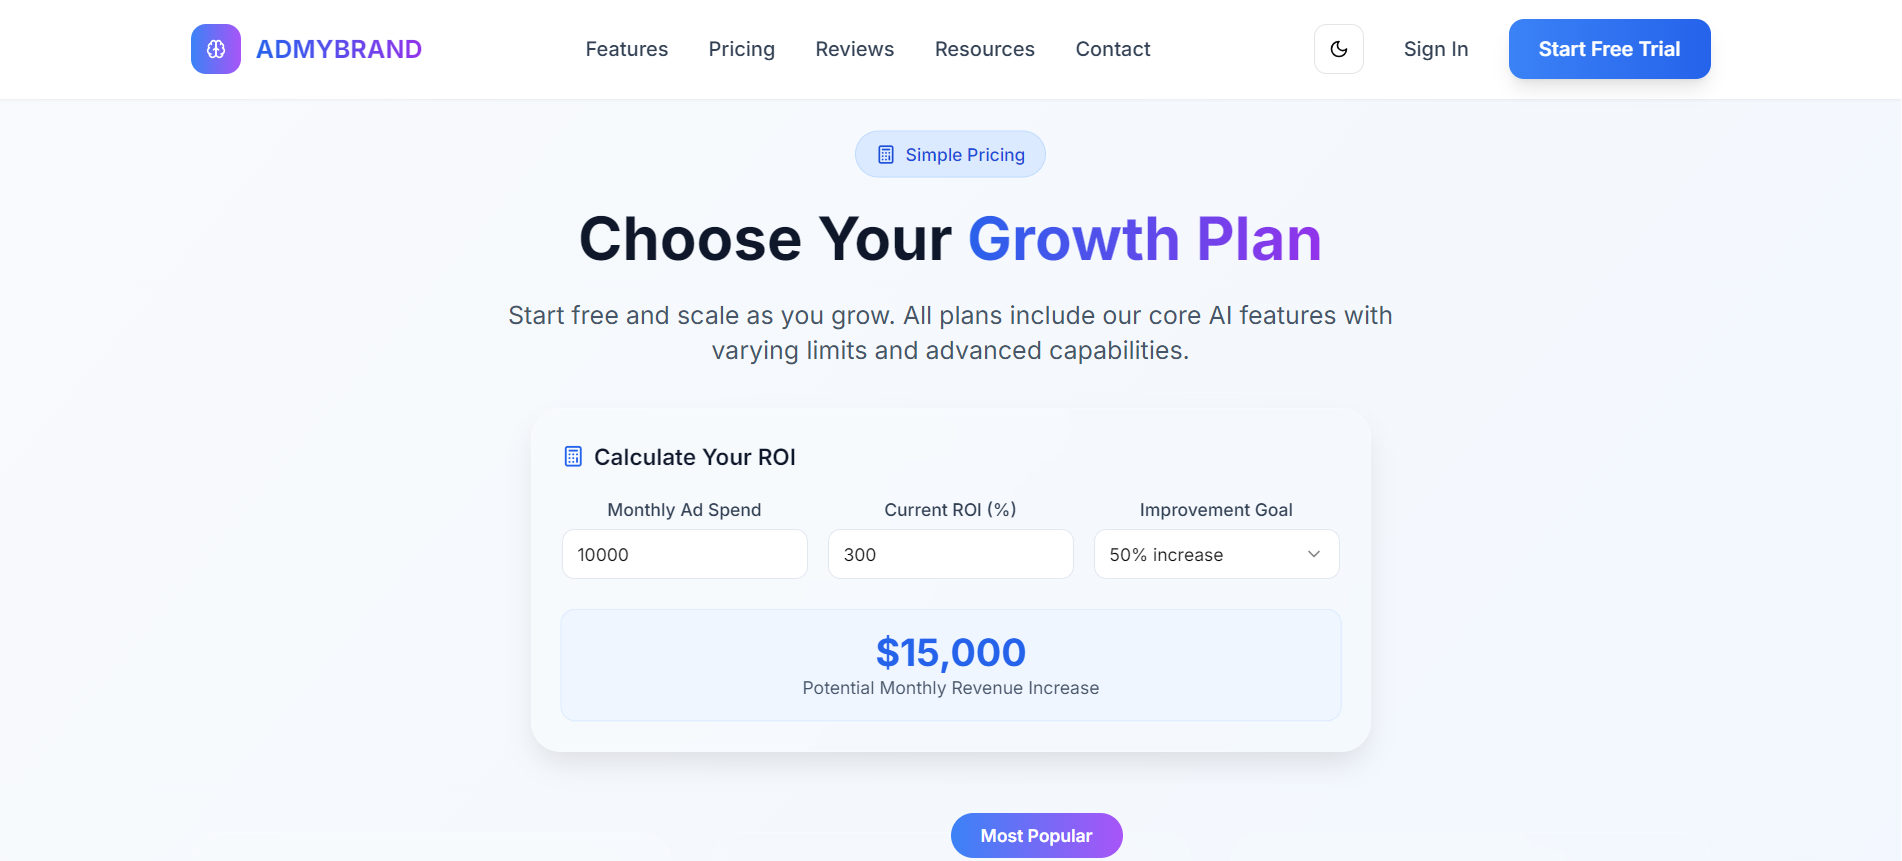 ADMYBRAND
Features
Pricing
Reviews
Resources
Contact
Sign In
Start Free Trial
Simple Pricing
Choose Your Growth Plan
Start free and scale as you grow. All plans include our core AI features with
varying limits and advanced capabilities.
Calculate Your ROI
Monthly Ad Spend
10000
Current ROI (%)
300
Improvement Goal
50% increase
$15,000
Potential Monthly Revenue Increase
Most Popular